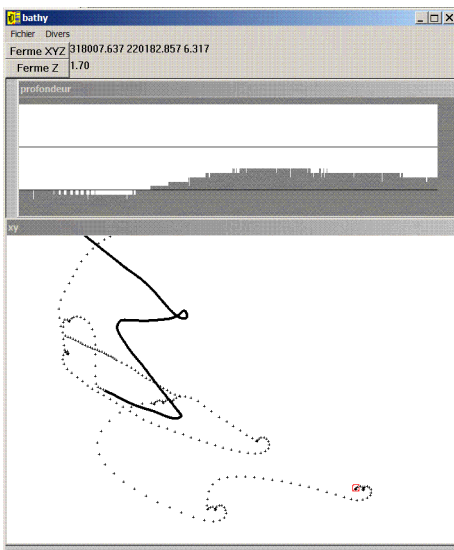 bathy
Fichier Divers
Ferme XYZ 318007.637 220182.857 6.317
Ferme Z 1.70
profondeur
xy